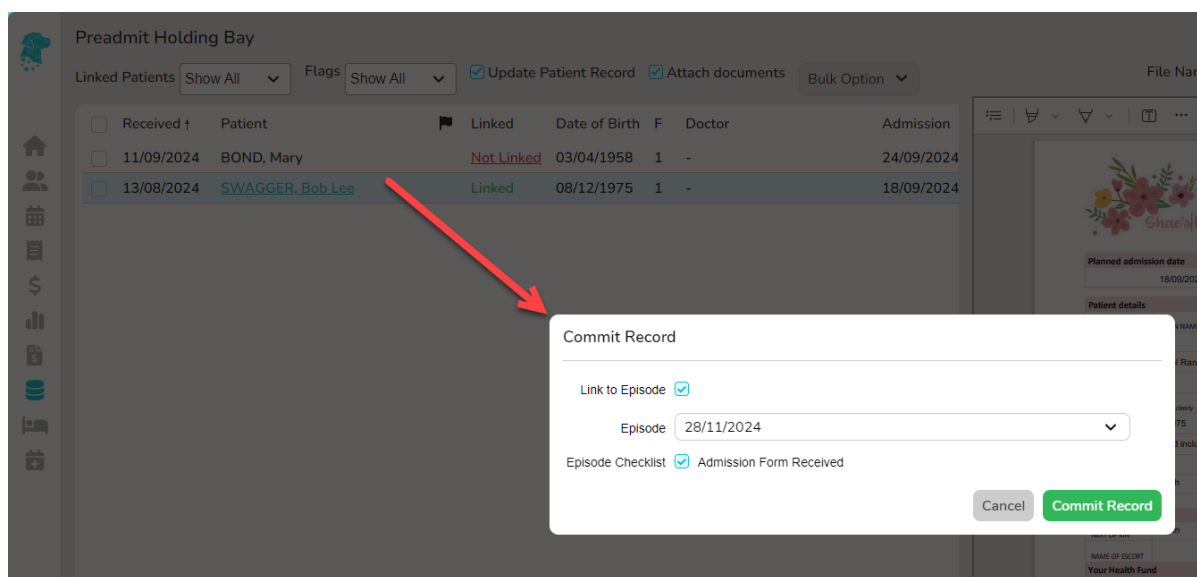 Preadmit Holding Bay
Linked Patients Show All Flags Show All Update Patient Record Attach documents Bulk Option File Nar
Received ↑ Patient Linked Date of Birth F Doctor Admission
11/09/2024 BOND, Mary Not Linked 03/04/1958 1 - 24/09/2024
13/08/2024 SWAGGER, Bob Lee Linked 08/12/1975 1 - 18/09/2024
Shae's
Planned admission date
18/09/202
Patient details
Commit Record
Link to Episode
Episode 28/11/2024
Episode Checklist Admission Form Received
Cancel Commit Record
NAME OF ESCORT
Your Health Fund